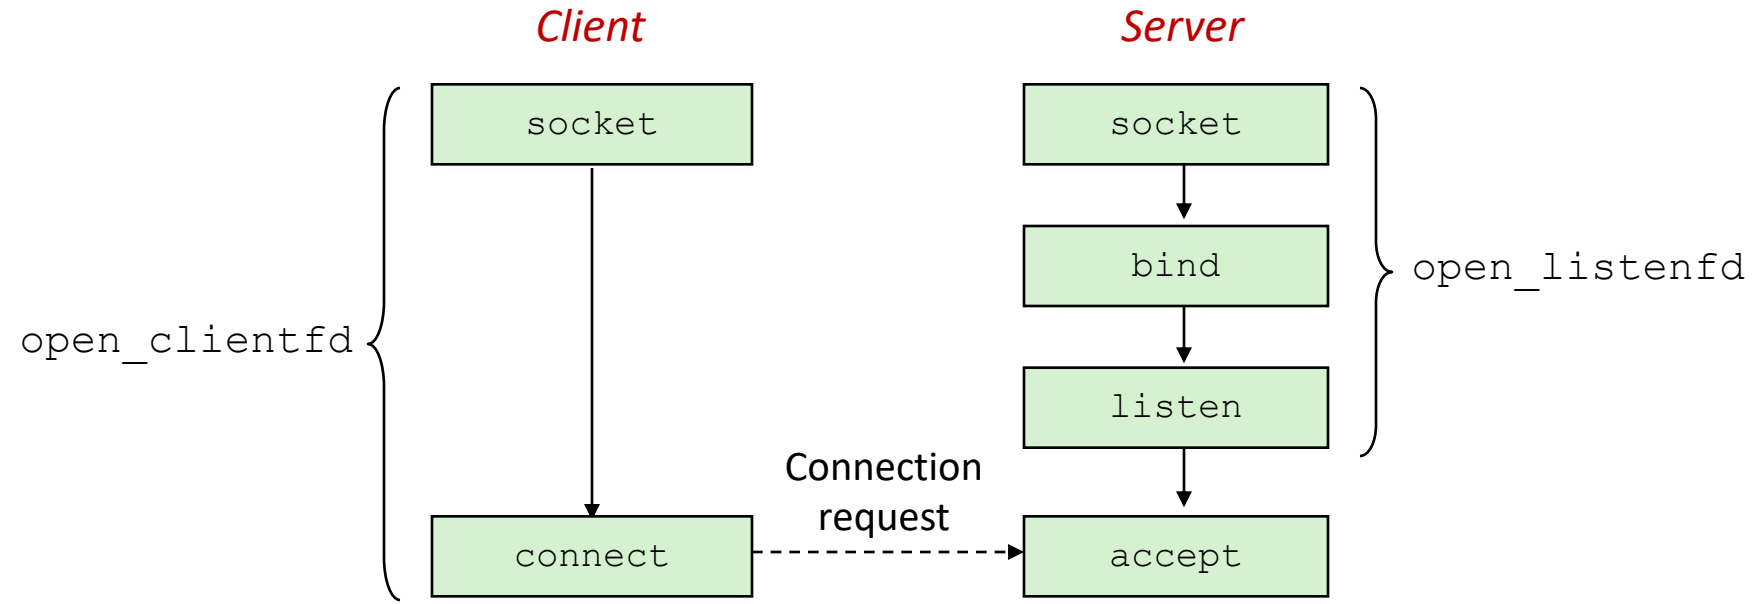 Client
Server
socket
socket
bind
open_listenfd
open_clientfd
listen
Connection
request
connect
accept